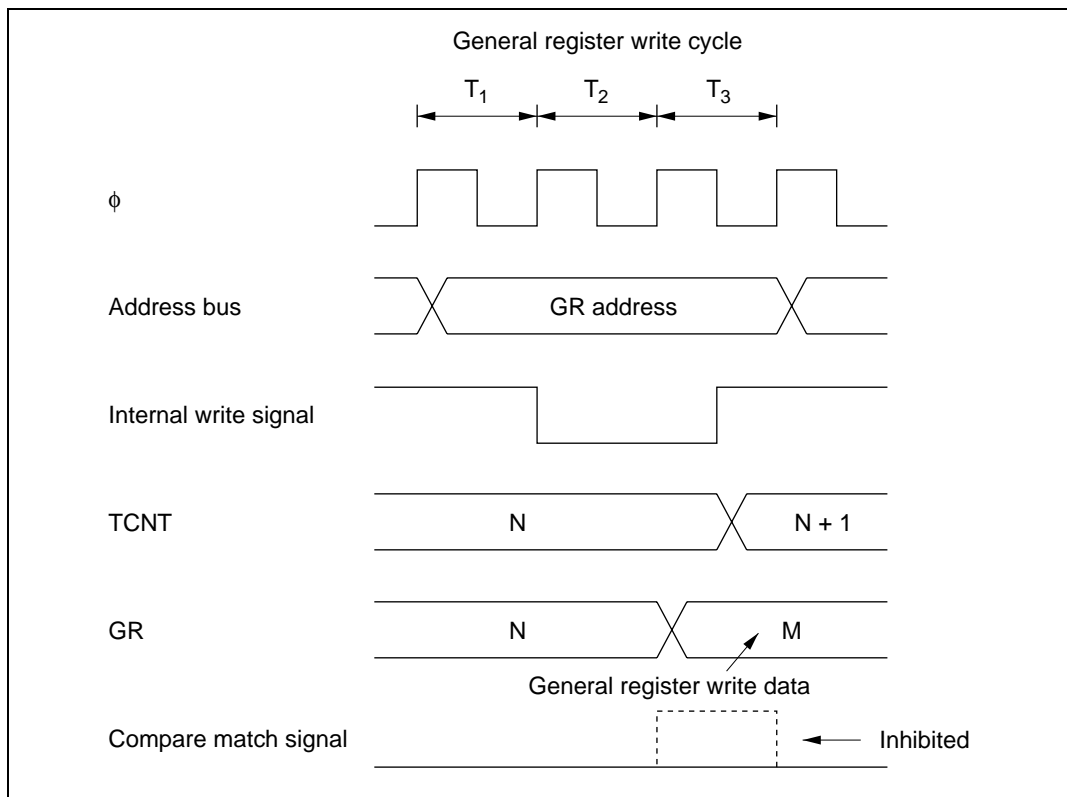 General register write cycle
T1 T2 T3
φ
Address bus GR address
Internal write signal
TCNT N N + 1
GR N M
General register write data
Compare match signal Inhibited